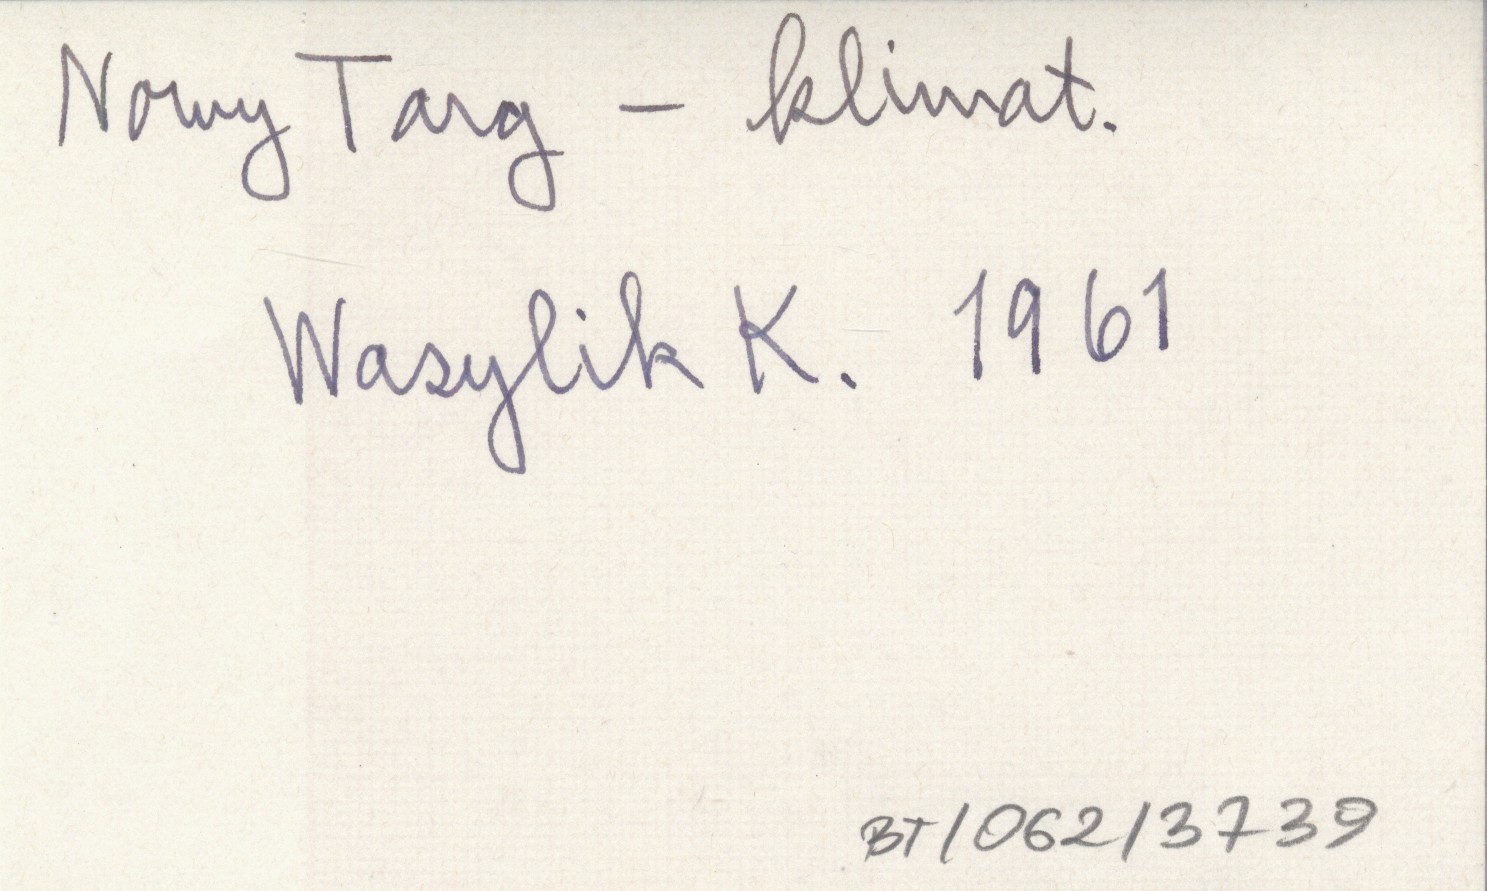 Nowy Targ – klimat.
Wasylik K. 1961
BT/062/3739